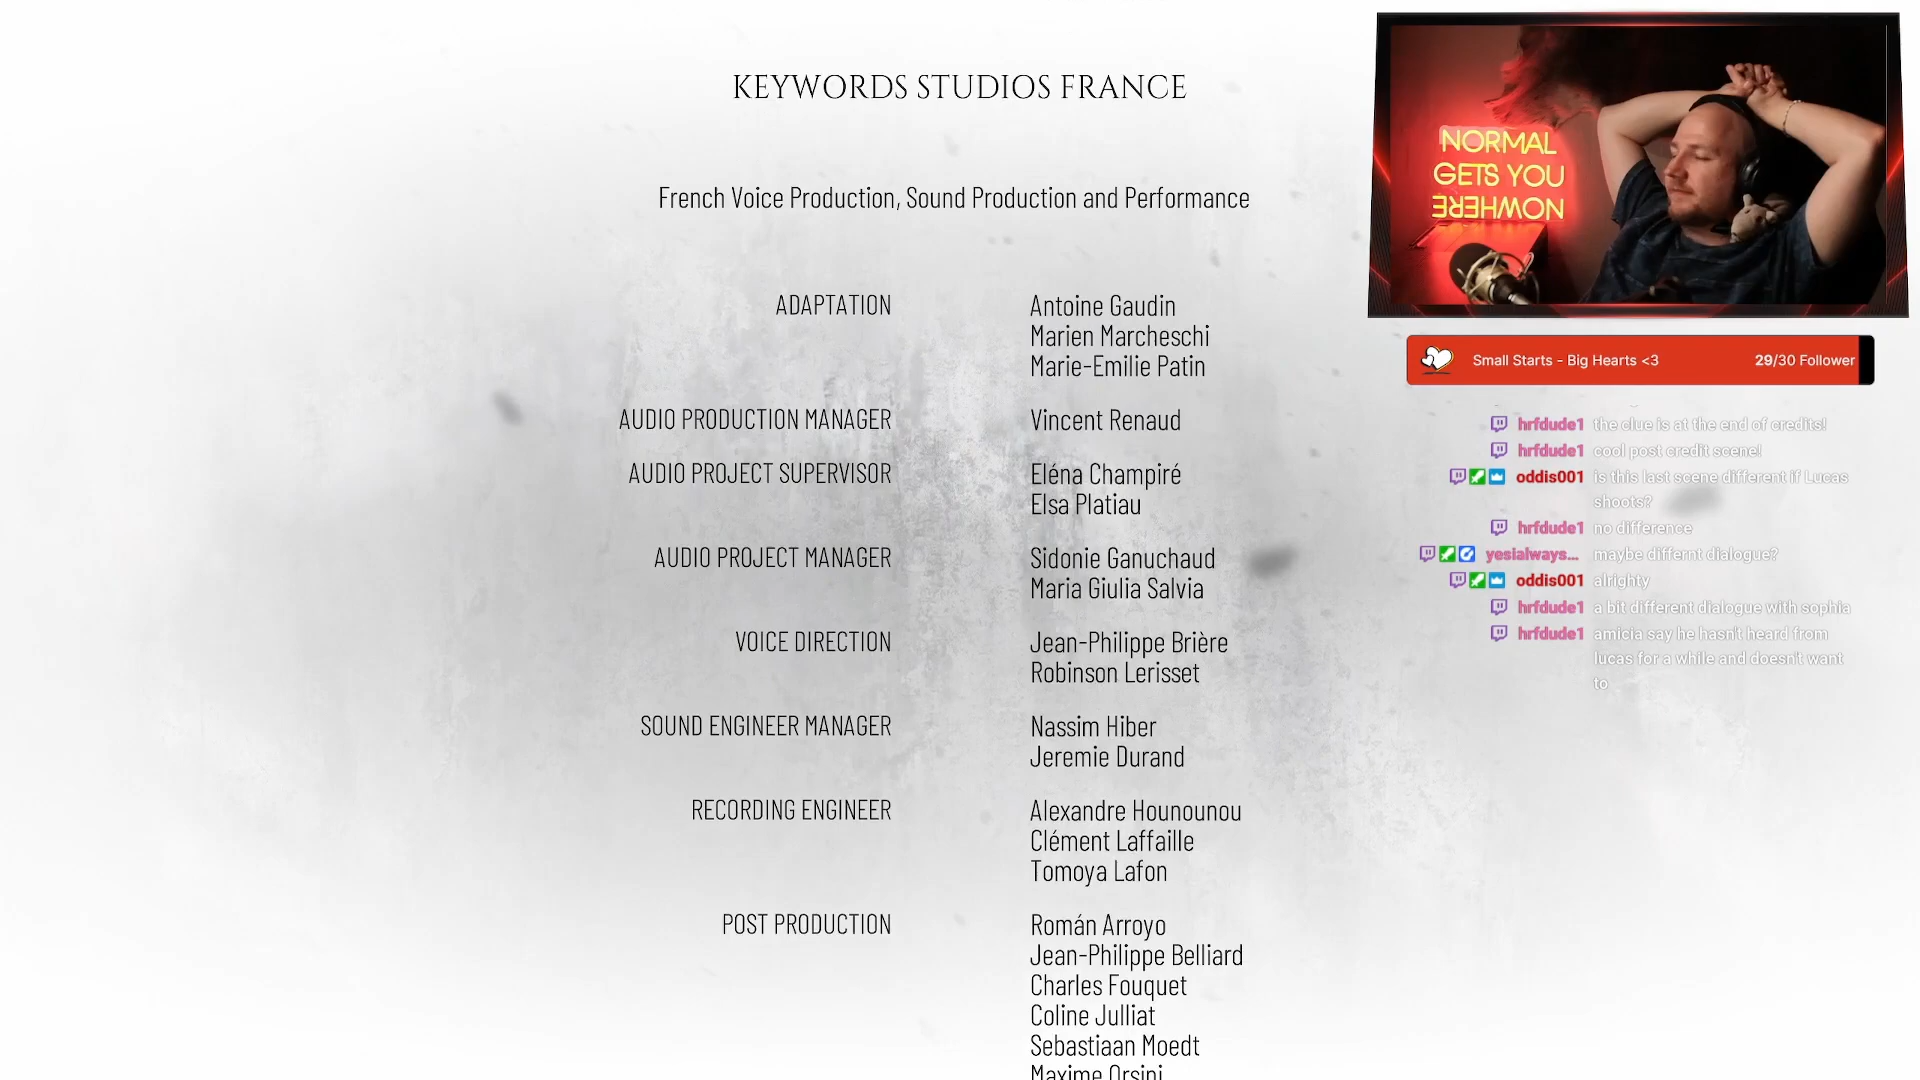 KEYWORDS STUDIOS FRANCE
French Voice Production, Sound Production and Performance
ADAPTATION
Antoine Gaudin
Marien Marcheschi
Marie-Emilie Patin
AUDIO PRODUCTION MANAGER
Vincent Renaud
AUDIO PROJECT SUPERVISOR
Eléna Champiré
Elsa Platiau
AUDIO PROJECT MANAGER
Sidonie Ganuchaud
Maria Giulia Salvia
VOICE DIRECTION
Jean-Philippe Brière
Robinson Lerisset
SOUND ENGINEER MANAGER
Nassim Hiber
Jeremie Durand
RECORDING ENGINEER
Alexandre Hounounou
Clément Laffaille
Tomoya Lafon
POST PRODUCTION
Román Arroyo
Jean-Philippe Belliard
Charles Fouquet
Coline Julliat
Sebastiaan Moedt
Maxime Orsini
NORMAL
GETS YOU
NOWHERE
Small Starts - Big Hearts <3 29/30 Follower
hrfdude1 the clue is at the end of credits!
hrfdude1 cool post credit scene!
oddis001 is this last scene different if Lucas
shoots?
hrfdude1 no difference
yesialways... maybe differnt dialogue?
oddis001 alrighty
hrfdude1 a bit different dialogue with sophia
hrfdude1 amicia say he hasn't heard from
lucas for a while and doesn't want
to